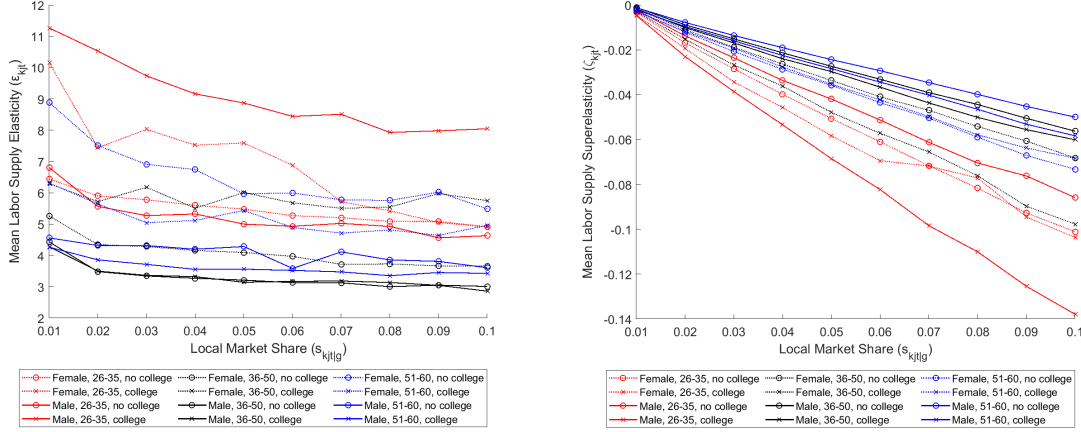 12
11
10
9
8
7
6
5
4
3
2
Mean Labor Supply Elasticity (εkjt)
0.01 0.02 0.03 0.04 0.05 0.06 0.07 0.08 0.09 0.1
Local Market Share (skjt|g)
Female, 26-35, no college Female, 36-50, no college Female, 51-60, no college
Female, 26-35, college Female, 36-50, college Female, 51-60, college
Male, 26-35, no college Male, 36-50, no college Male, 51-60, no college
Male, 26-35, college Male, 36-50, college Male, 51-60, college
0
-0.02
-0.04
-0.06
-0.08
-0.1
-0.12
-0.14
Mean Labor Supply Superelasticity (ζkjt)
0.01 0.02 0.03 0.04 0.05 0.06 0.07 0.08 0.09 0.1
Local Market Share (skjt|g)
Female, 26-35, no college Female, 36-50, no college Female, 51-60, no college
Female, 26-35, college Female, 36-50, college Female, 51-60, college
Male, 26-35, no college Male, 36-50, no college Male, 51-60, no college
Male, 26-35, college Male, 36-50, college Male, 51-60, college